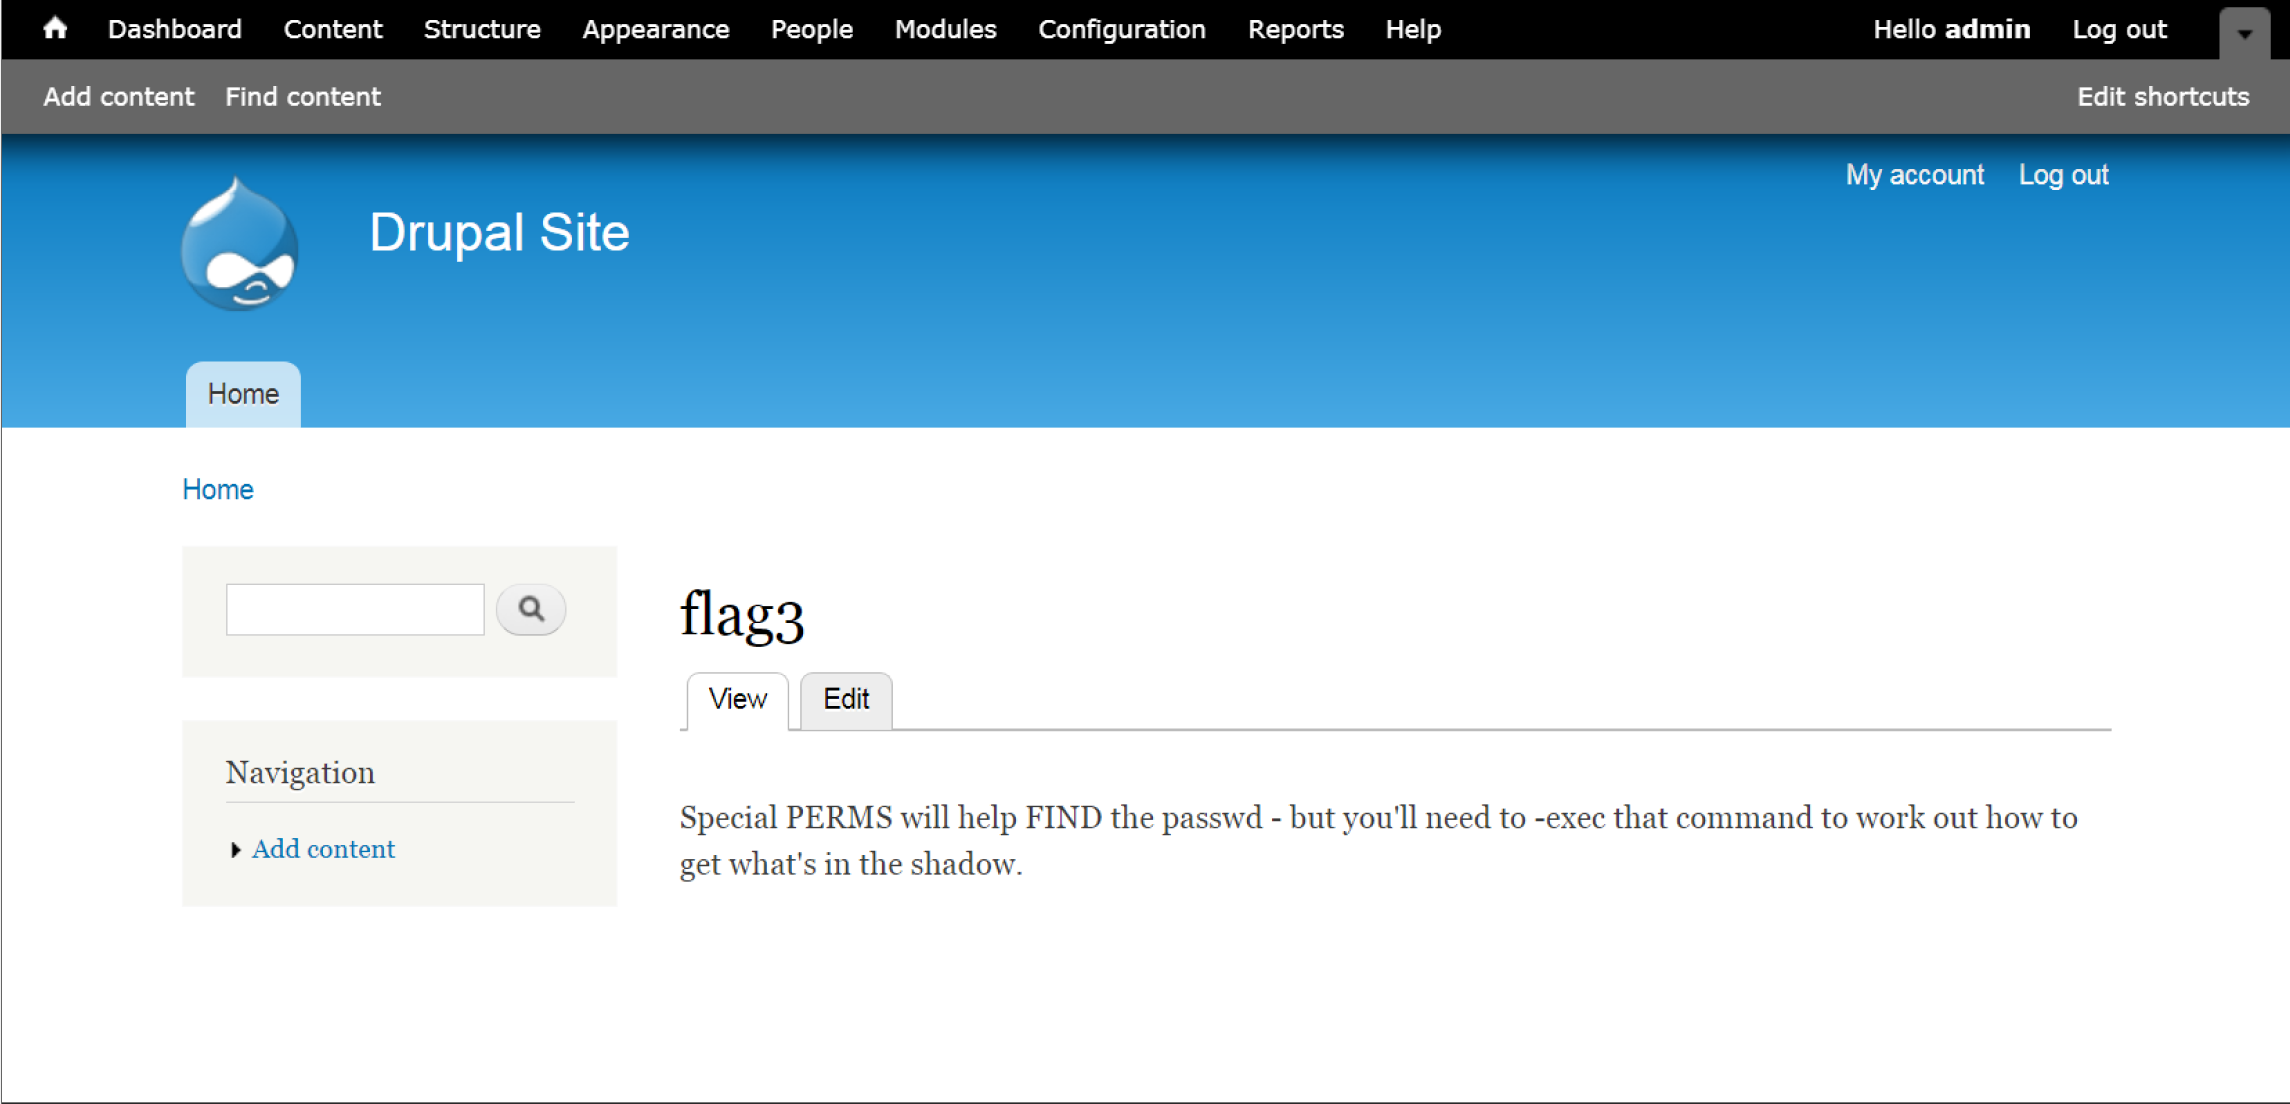 Dashboard Content Structure Appearance People Modules Configuration Reports Help Hello admin Log out
Add content Find content Edit shortcuts
My account Log out
Drupal Site
Home
Home
flag3
View Edit
Navigation
Add content
Special PERMS will help FIND the passwd - but you'll need to -exec that command to work out how to
get what's in the shadow.